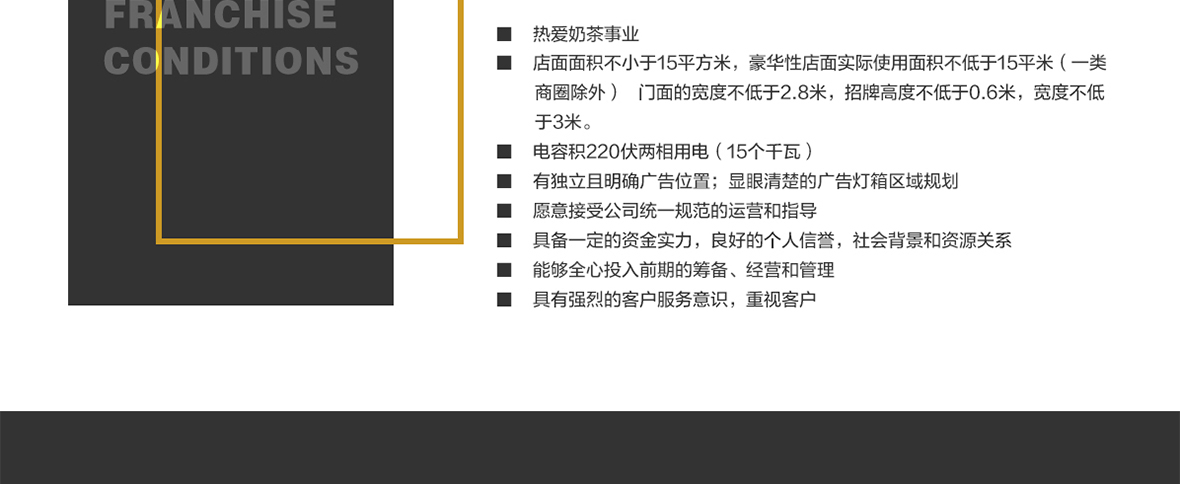 FRANCHISE
CONDITIONS
■ 热爱奶茶事业
■ 店面面积不小于15平方米，豪华性店面实际使用面积不低于15平米（一类
商圈除外） 门面的宽度不低于2.8米，招牌高度不低于0.6米，宽度不低
于3米。
■ 电容积220伏两相用电（15个千瓦）
■ 有独立且明确广告位置；显眼清楚的广告灯箱区域规划
■ 愿意接受公司统一规范的运营和指导
■ 具备一定的资金实力，良好的个人信誉，社会背景和资源关系
■ 能够全心投入前期的筹备、经营和管理
■ 具有强烈的客户服务意识，重视客户